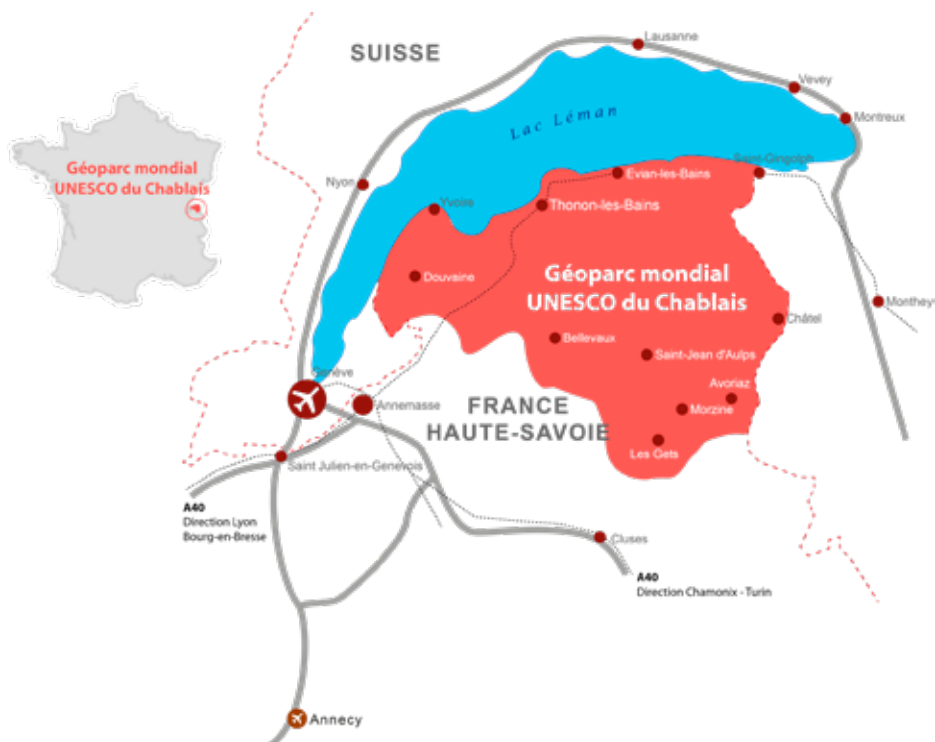 Lausanne
SUISSE
Vevey
Lac Léman
Montreux
Géoparc mondial
UNESCO du Chablais
Saint-Gingolph
Nyon
Evian-les-Bains
Yvoire
Thonon-les-Bains
Douvaine
Géoparc mondial
UNESCO du Chablais
Montheys
Châtel
Bellevaux
Saint-Jean d'Aulps
Genève
Avoriaz
Annemasse
FRANCE
HAUTE-SAVOIE
Morzine
Les Gets
Saint Julien-en-Genevois
A40
Direction Lyon
Bourg-en-Bresse
Cluses
A40
Direction Chamonix - Turin
Annecy